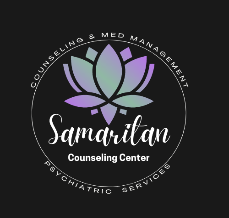 COUNSELING & MED MANAGEMENT
Samaritan
Counseling Center
PSYCHIATRIC SERVICES